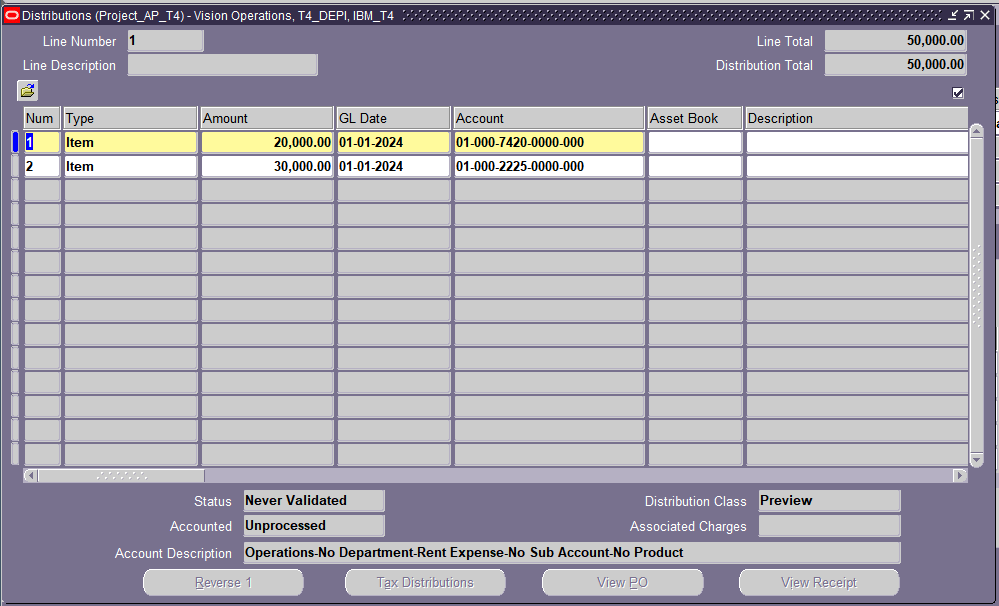 Distributions (Project_AP_T4) - Vision Operations, T4_DEPI, IBM_T4
Line Number 1 Line Total 50,000.00
Line Description Distribution Total 50,000.00
Num Type Amount GL Date Account Asset Book Description
1 Item 20,000.00 01-01-2024 01-000-7420-0000-000
2 Item 30,000.00 01-01-2024 01-000-2225-0000-000
Status Never Validated Distribution Class Preview
Accounted Unprocessed Associated Charges
Account Description Operations-No Department-Rent Expense-No Sub Account-No Product
Reverse 1 Tax Distributions View PO View Receipt